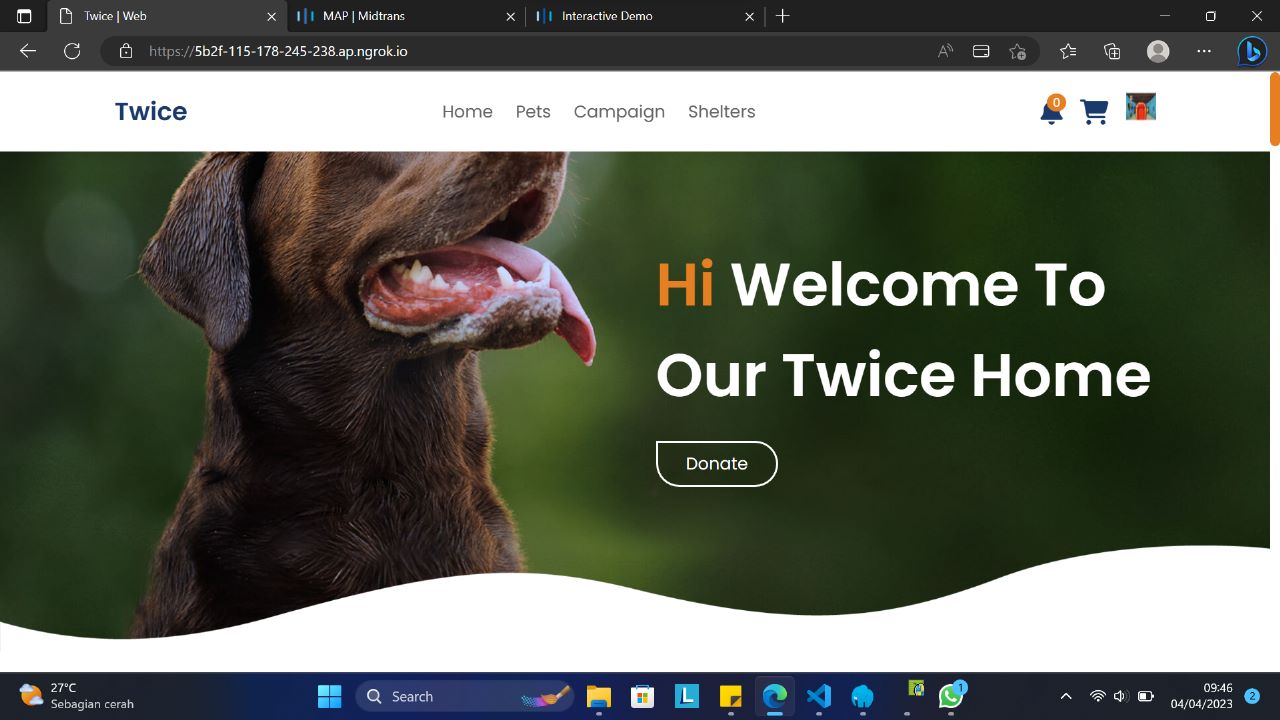 Twice | Web
MAP | Midtrans
Interactive Demo
https://5b2f-115-178-245-238.ap.ngrok.io
Twice
Home
Pets
Campaign
Shelters
0
Hi Welcome To
Our Twice Home
Donate
27°C
Sebagian cerah
Search
L
1
09:46
04/04/2023
2